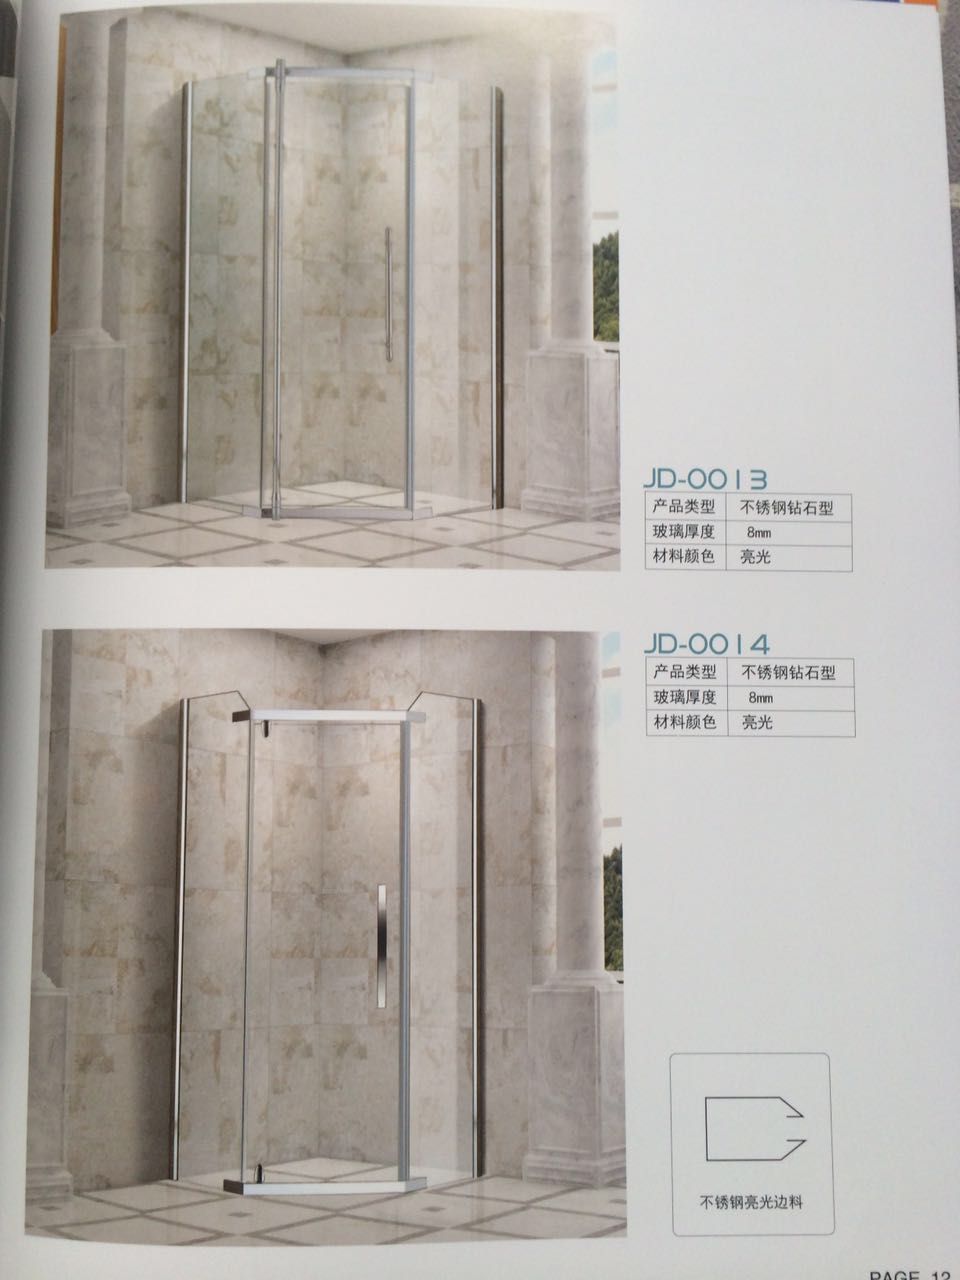 JD-0013
产品类型 不锈钢钻石型
玻璃厚度 8mm
材料颜色 亮光
JD-0014
产品类型 不锈钢钻石型
玻璃厚度 8mm
材料颜色 亮光
不锈钢亮光边料
PAGE 12